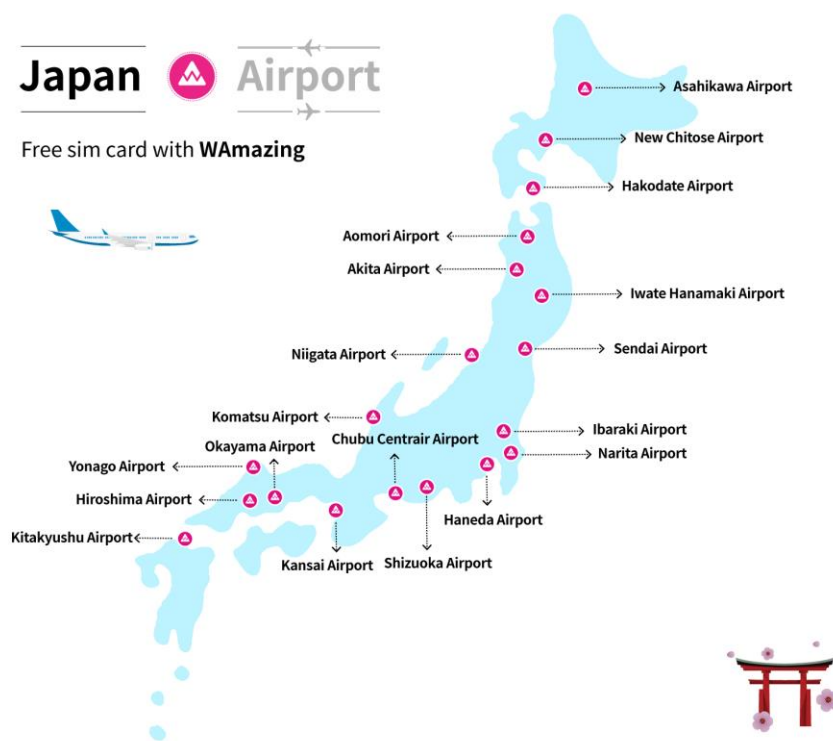 Japan Airport
Free sim card with WAmazing
Asahikawa Airport
New Chitose Airport
Hakodate Airport
Aomori Airport
Akita Airport
Iwate Hanamaki Airport
Niigata Airport
Sendai Airport
Komatsu Airport
Ibaraki Airport
Chubu Centrair Airport
Okayama Airport
Narita Airport
Yonago Airport
Hiroshima Airport
Haneda Airport
Kitakyushu Airport
Kansai Airport
Shizuoka Airport